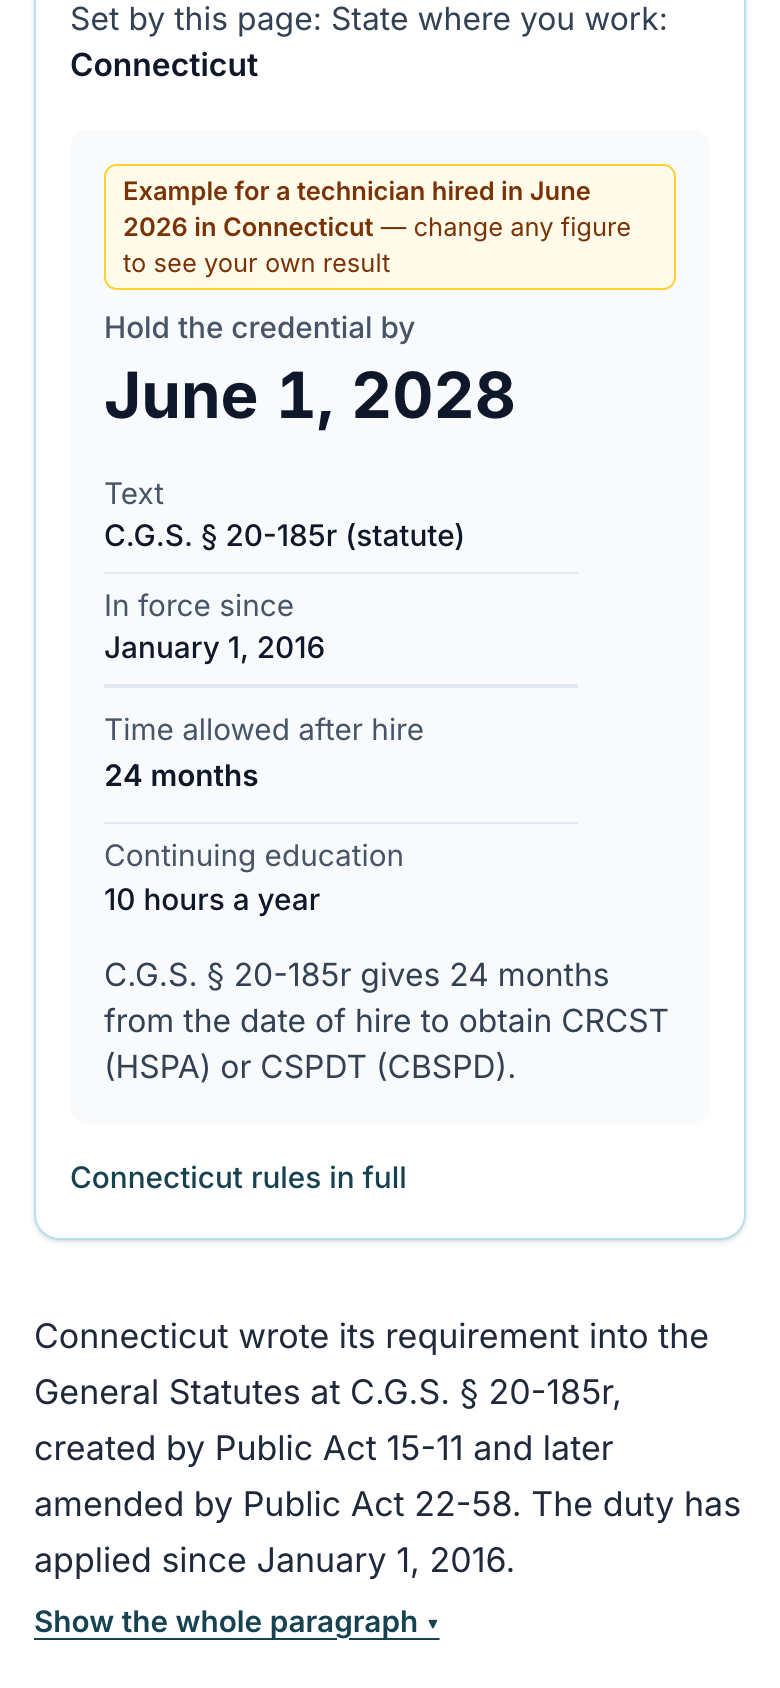 Set by this page: State where you work:
Connecticut
Example for a technician hired in June
2026 in Connecticut — change any figure
to see your own result
Hold the credential by
June 1, 2028
Text
C.G.S. § 20-185r (statute)
In force since
January 1, 2016
Time allowed after hire
24 months
Continuing education
10 hours a year
C.G.S. § 20-185r gives 24 months
from the date of hire to obtain CRCST
(HSPA) or CSPDT (CBSPD).
Connecticut rules in full
Connecticut wrote its requirement into the
General Statutes at C.G.S. § 20-185r,
created by Public Act 15-11 and later
amended by Public Act 22-58. The duty has
applied since January 1, 2016.
Show the whole paragraph ▾